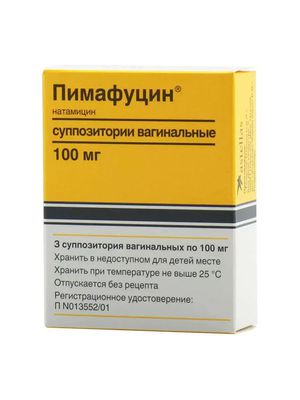 Пимафуцин®
натамицин
суппозитории вагинальные
100 мг
3 суппозитория вагинальных по 100 мг
Хранить в недоступном для детей месте
Хранить при температуре не выше 25 °С
Отпускается без рецепта
Регистрационное удостоверение:
П N013552/01
astellas